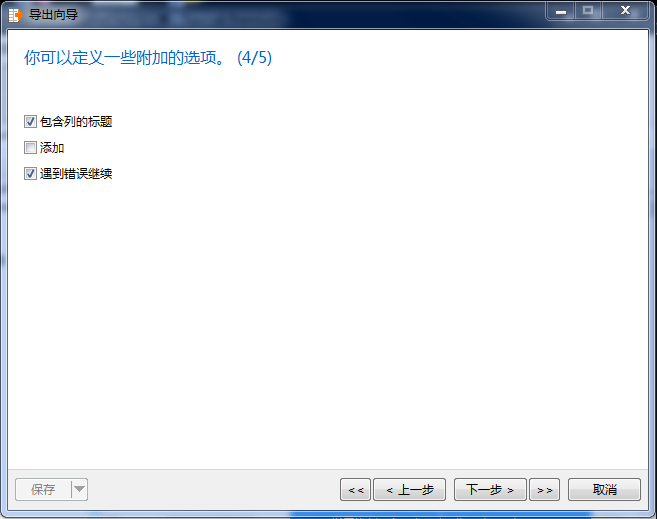 导出向导
你可以定义一些附加的选项。 (4/5)
包含列的标题
添加
遇到错误继续
保存 << < 上一步 下一步 > >> 取消